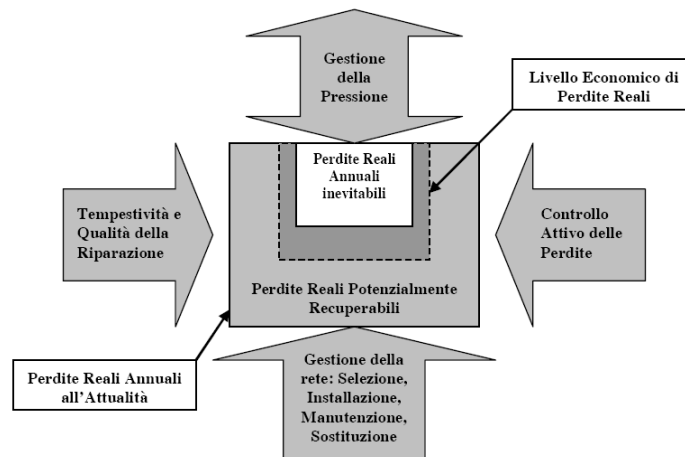 Gestione
della
Pressione
Livello Economico di
Perdite Reali
Perdite Reali
Annuali
inevitabili
Tempestività e
Qualità della
Riparazione
Controllo
Attivo delle
Perdite
Perdite Reali Potenzialmente
Recuperabili
Perdite Reali Annuali
all'Attualità
Gestione della
rete: Selezione,
Installazione,
Manutenzione,
Sostituzione